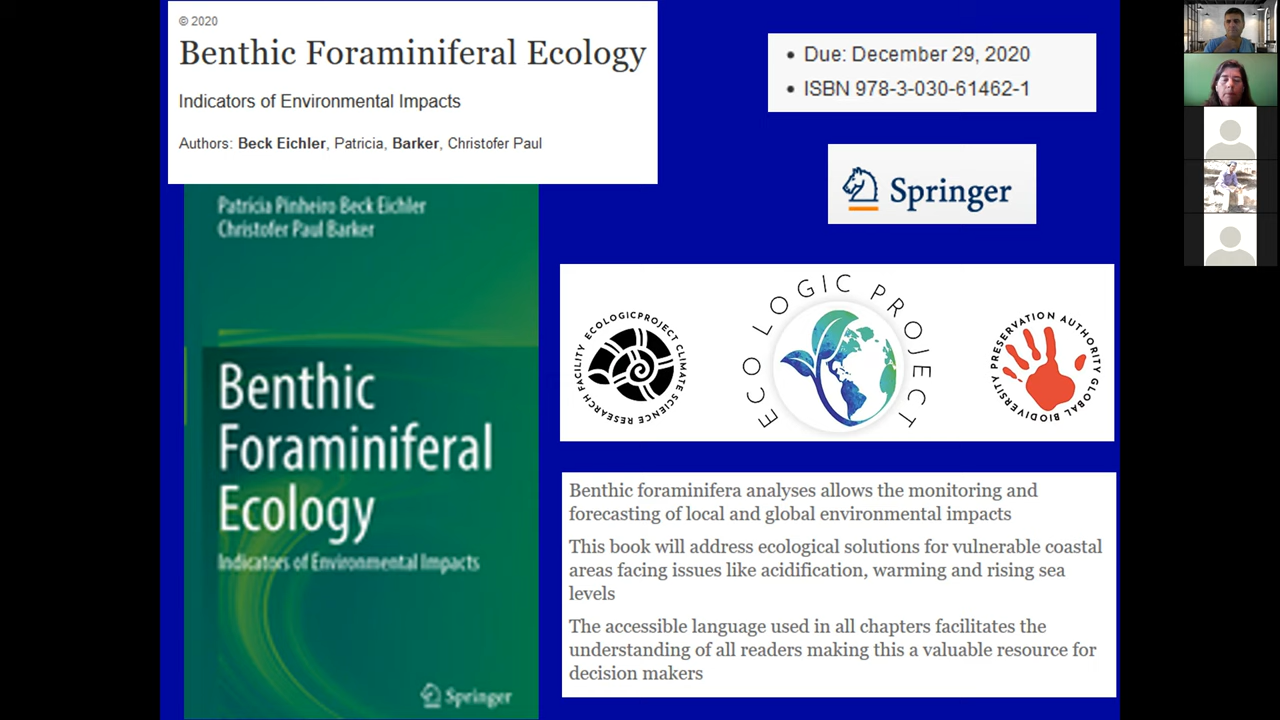 © 2020
Benthic Foraminiferal Ecology
Indicators of Environmental Impacts
Authors: Beck Eichler, Patricia, Barker, Christofer Paul
Patricia Pinheiro Beck Eichler
Christofer Paul Barker
Benthic
Foraminiferal
Ecology
Indicators of Environmental Impacts
Springer
• Due: December 29, 2020
• ISBN 978-3-030-61462-1
Springer
CLIMATE SCIENCE RESEARCH FACILITY ECOLOGICPROJECT
ECO LOGIC PROJECT
GLOBAL BIODIVERSITY PRESERVATION AUTHORITY
Benthic foraminifera analyses allows the monitoring and
forecasting of local and global environmental impacts
This book will address ecological solutions for vulnerable coastal
areas facing issues like acidification, warming and rising sea
levels
The accessible language used in all chapters facilitates the
understanding of all readers making this a valuable resource for
decision makers